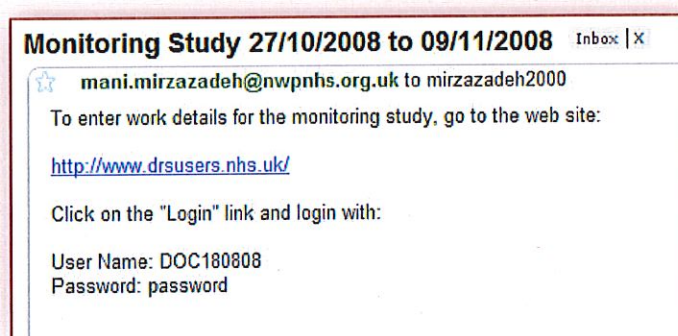 Monitoring Study 27/10/2008 to 09/11/2008 Inbox | X
mani.mirzazadeh@nwpnhs.org.uk to mirzazadeh2000
To enter work details for the monitoring study, go to the web site:
http://www.drsusers.nhs.uk/
Click on the "Login" link and login with:
User Name: DOC180808
Password: password